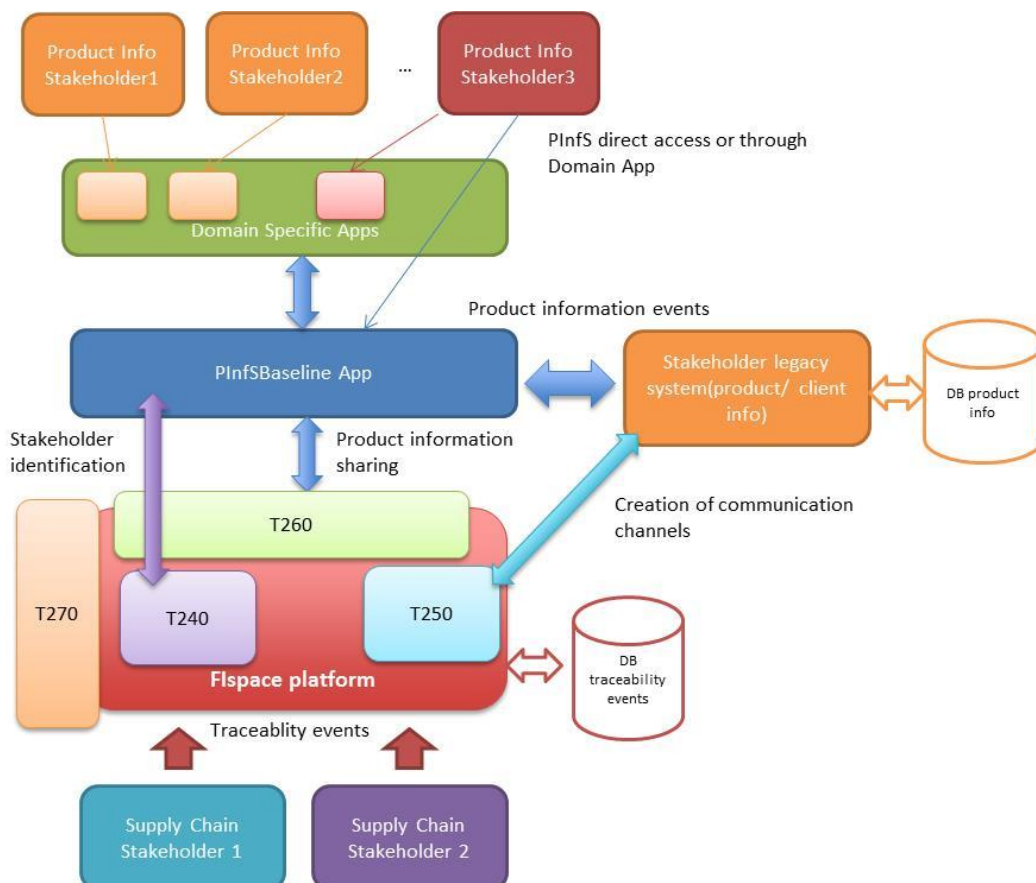 Product Info
Stakeholder1
Product Info
Stakeholder2
...
Product Info
Stakeholder3
PInfS direct access or through
Domain App
Domain Specific Apps
Product information events
PInfSBaseline App
Stakeholder legacy
system(product/ client
info)
DB product
info
Stakeholder
identification
Product information
sharing
Creation of communication
channels
T260
T270
T240
T250
FIspace platform
DB
traceability
events
Traceablity events
Supply Chain
Stakeholder 1
Supply Chain
Stakeholder 2